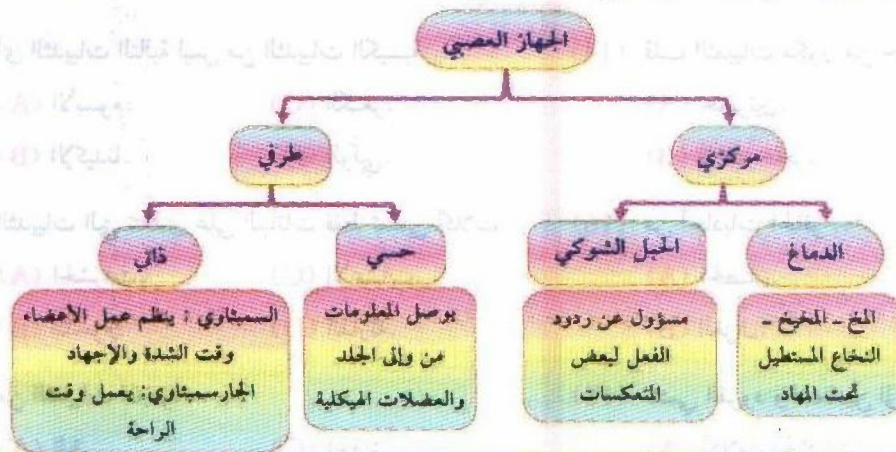 الجهاز العصبي
مركزي
طرفي
الدماغ
الحبل الشوكي
حسي
ذاتي
المخ - المخيخ -
النخاع المستطيل
تحت المهاد
مسؤول عن ردود
الفعل لبعض
المنعكسات
يوصل المعلومات
من وإلى الجلد
والعضلات الهيكلية
السمبثاوي : ينظم عمل الأعضاء
وقت الشدة والإجهاد
الجارسمبثاوي: يعمل وقت
الراحة